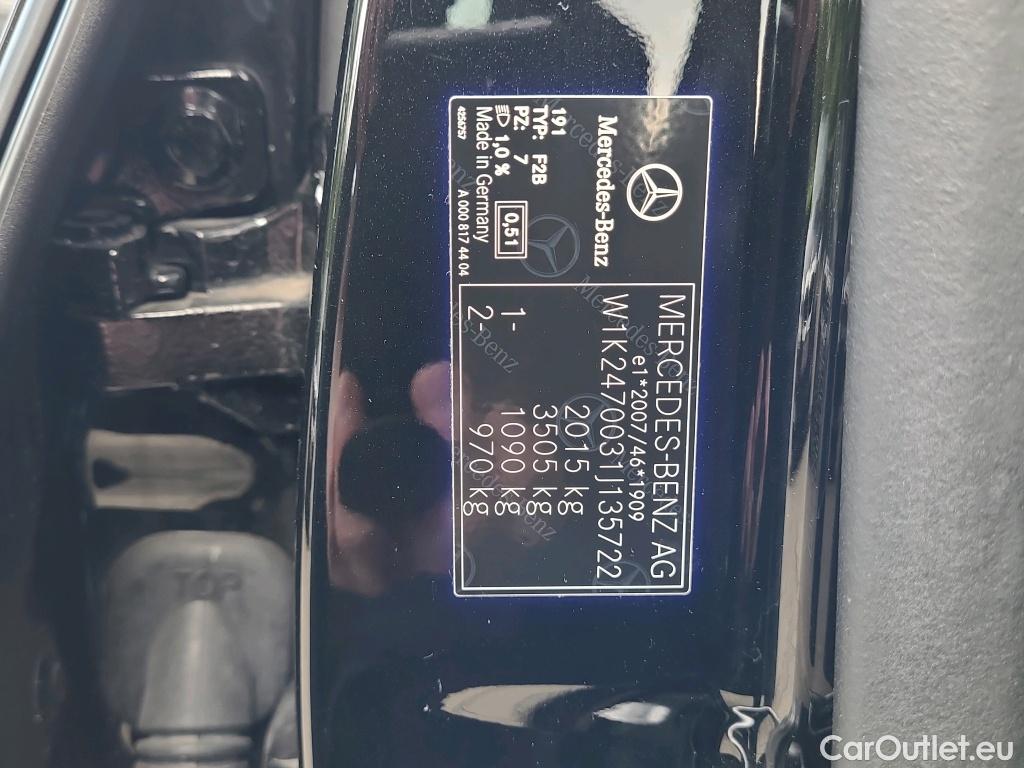 Mercedes-Benz
191
TYP: F2B
PZ: 7
1,0 %
0,51
Made in Germany
4856757 A 000 817 44 04
MERCEDES-BENZ AG
e1*2007/46*1909
W1K2470031J135722
2015 kg
3505 kg
1- 1090 kg
2- 970 kg
TOP
CarOutlet.eu